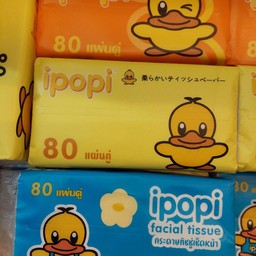 80 แผ่นคู่
ipopi
柔らかいティッシュペーパー
80 แผ่นคู่
80 แผ่นคู่
ipopi
facial tissue
กระดาษทิชชู่เช็ดหน้า
80